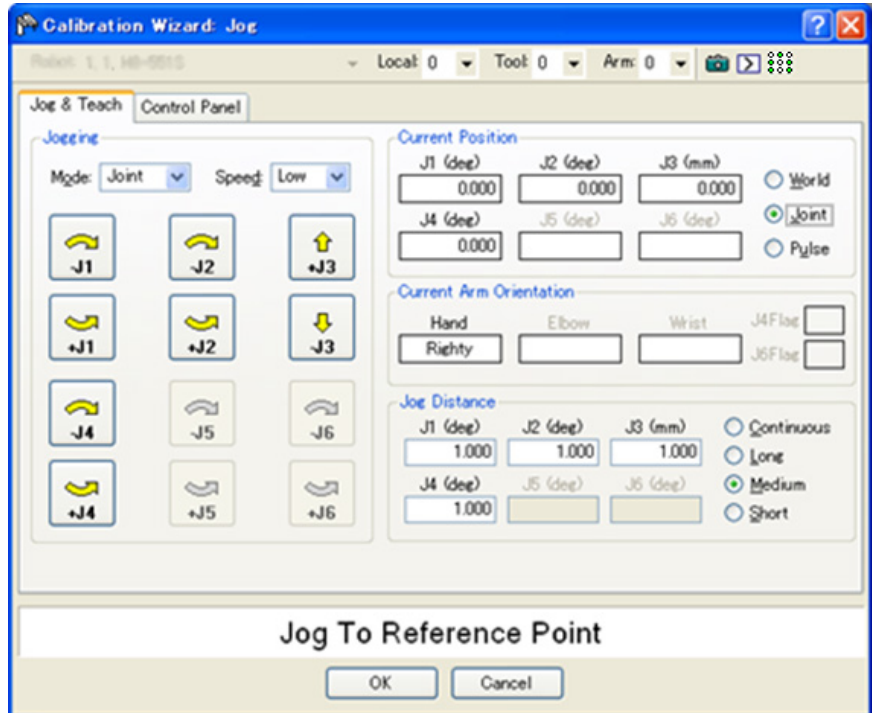 Calibration Wizard: Jog
Robot: 1, 1, H8-551S Local: 0 Tool: 0 Arm: 0
Jog & Teach Control Panel
Jogging
Mode: Joint Speed: Low
-J1 -J2 +J3
+J1 +J2 -J3
-J4 -J5 -J6
+J4 +J5 +J6
Current Position
J1 (deg) J2 (deg) J3 (mm)
0.000 0.000 0.000
World
J4 (deg) J5 (deg) J6 (deg)
0.000
Joint
Pulse
Current Arm Orientation
Hand Elbow Wrist J4Flag
Righty J6Flag
Jog Distance
J1 (deg) J2 (deg) J3 (mm) Continuous
1.000 1.000 1.000 Long
J4 (deg) J5 (deg) J6 (deg) Medium
1.000 Short
Jog To Reference Point
OK Cancel